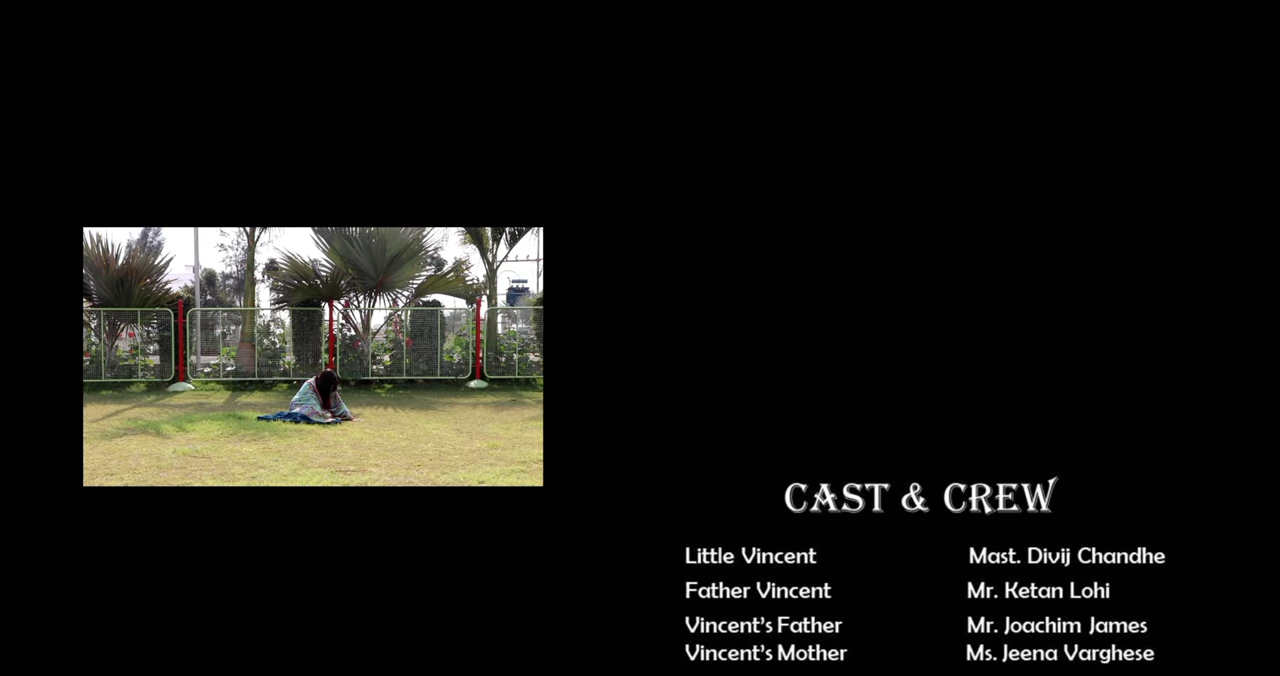 CAST & CREW
Little Vincent Mast. Divij Chandhe
Father Vincent Mr. Ketan Lohi
Vincent's Father Mr. Joachim James
Vincent's Mother Ms. Jeena Varghese